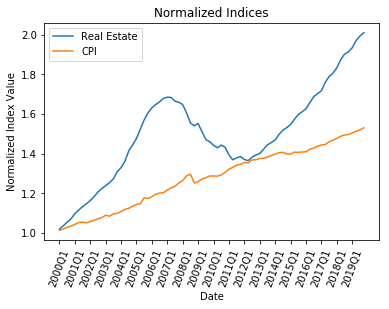 Normalized Indices
Real Estate
CPI
Normalized Index Value
2.0
1.8
1.6
1.4
1.2
1.0
2000Q1
2001Q1
2002Q1
2003Q1
2004Q1
2005Q1
2006Q1
2007Q1
2008Q1
2009Q1
2010Q1
2011Q1
2012Q1
2013Q1
2014Q1
2015Q1
2016Q1
2017Q1
2018Q1
2019Q1
Date